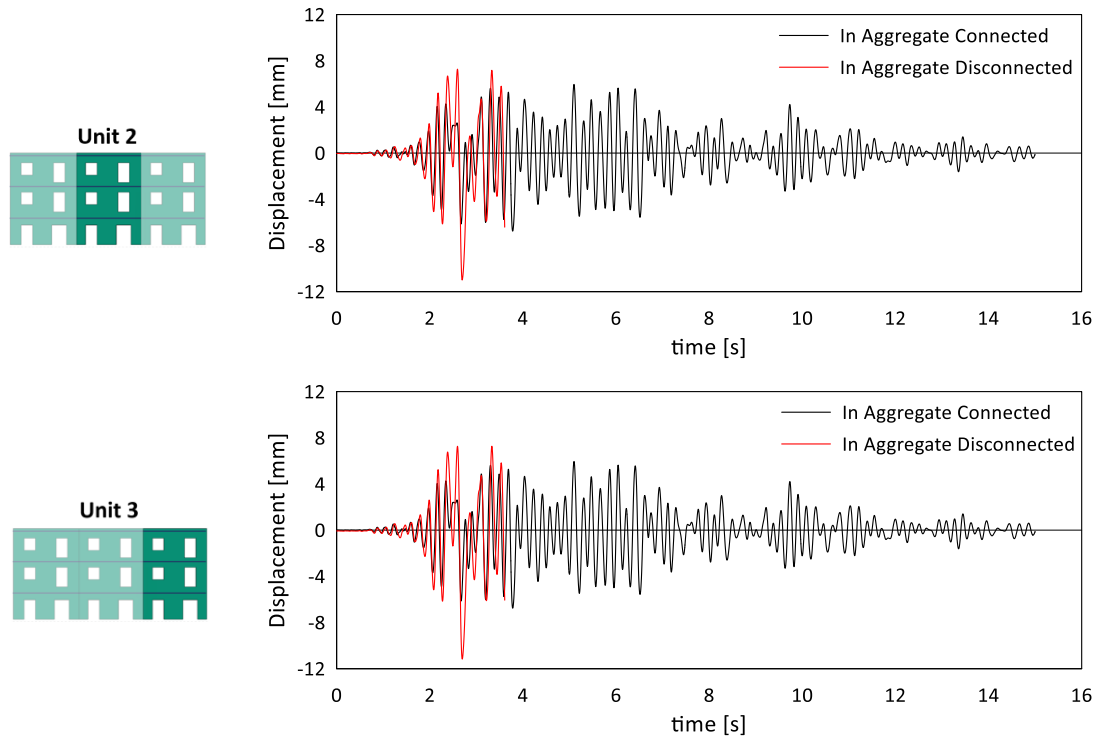 Unit 2
Displacement [mm]
12
8
4
0
-4
-8
-12
In Aggregate Connected
In Aggregate Disconnected
0 2 4 6 8 10 12 14 16
time [s]
Unit 3
Displacement [mm]
12
8
4
0
-4
-8
-12
In Aggregate Connected
In Aggregate Disconnected
0 2 4 6 8 10 12 14 16
time [s]